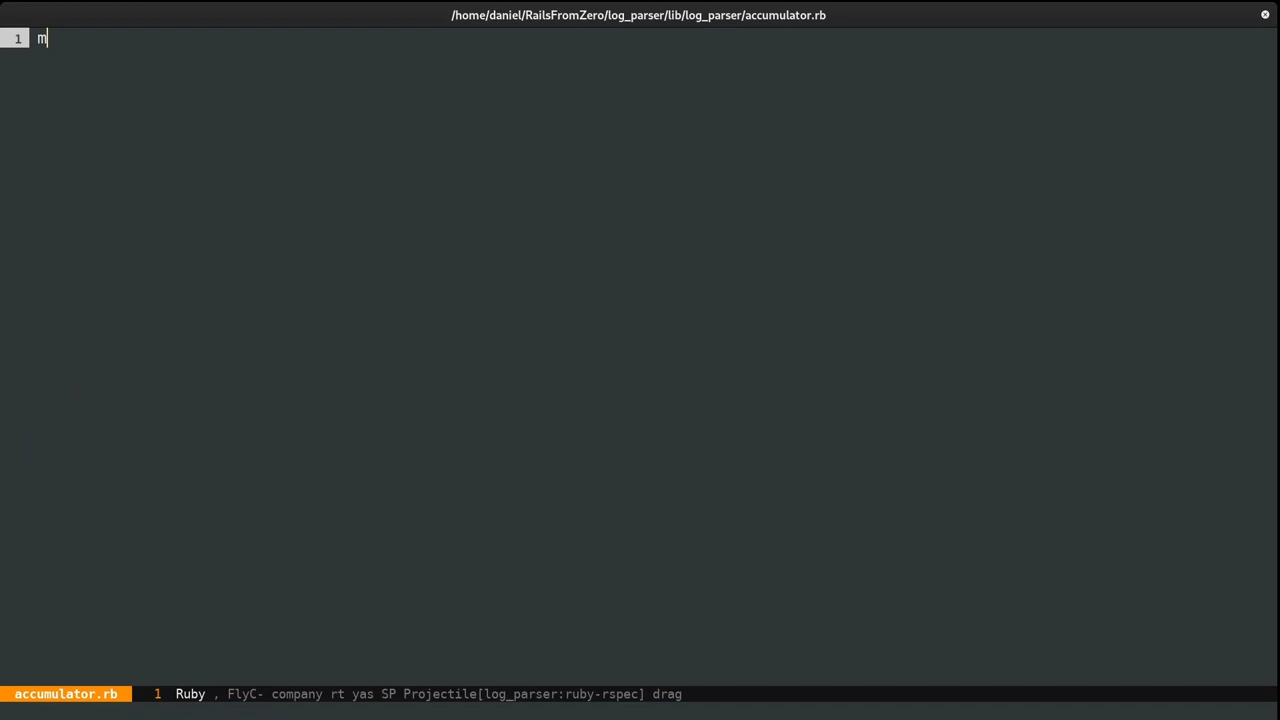 /home/daniel/RailsFromZero/log_parser/lib/log_parser/accumulator.rb
1 m
accumulator.rb 1 Ruby , FlyC- company rt yas SP Projectile[log_parser:ruby-rspec] drag